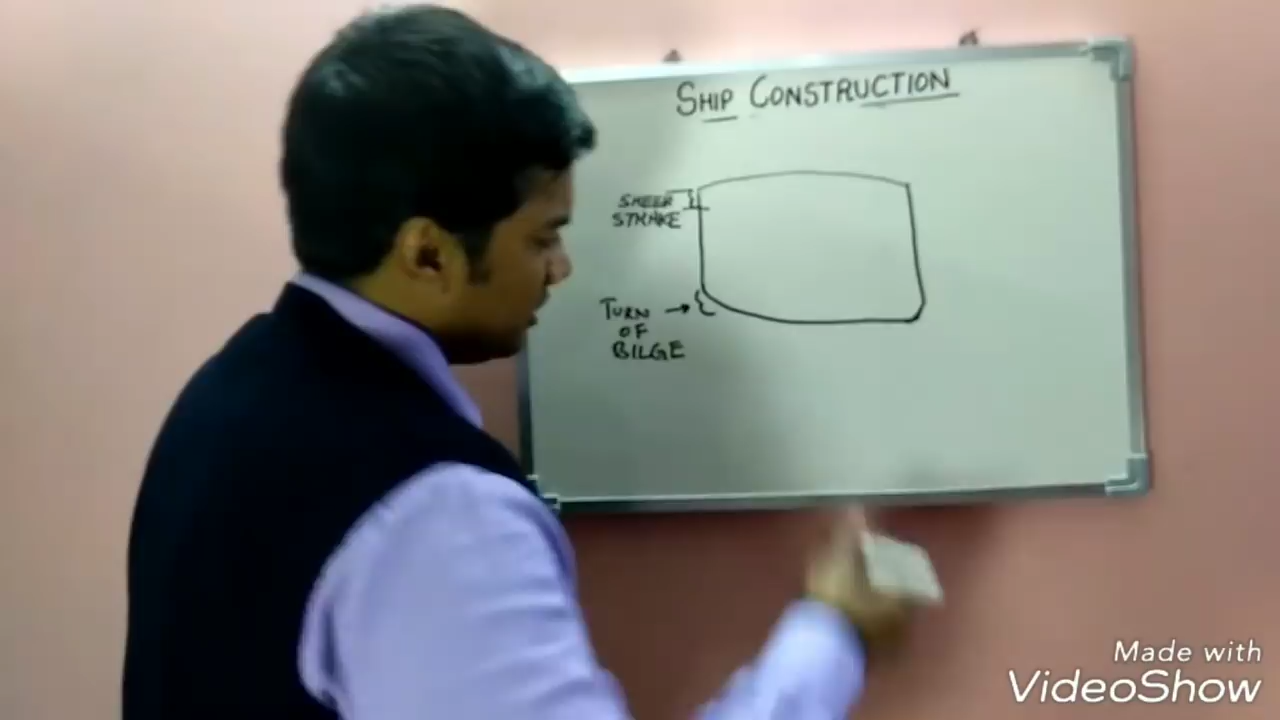 SHIP CONSTRUCTION
SHEER
STRAKE
TURN
OF
BILGE
Made with
VideoShow